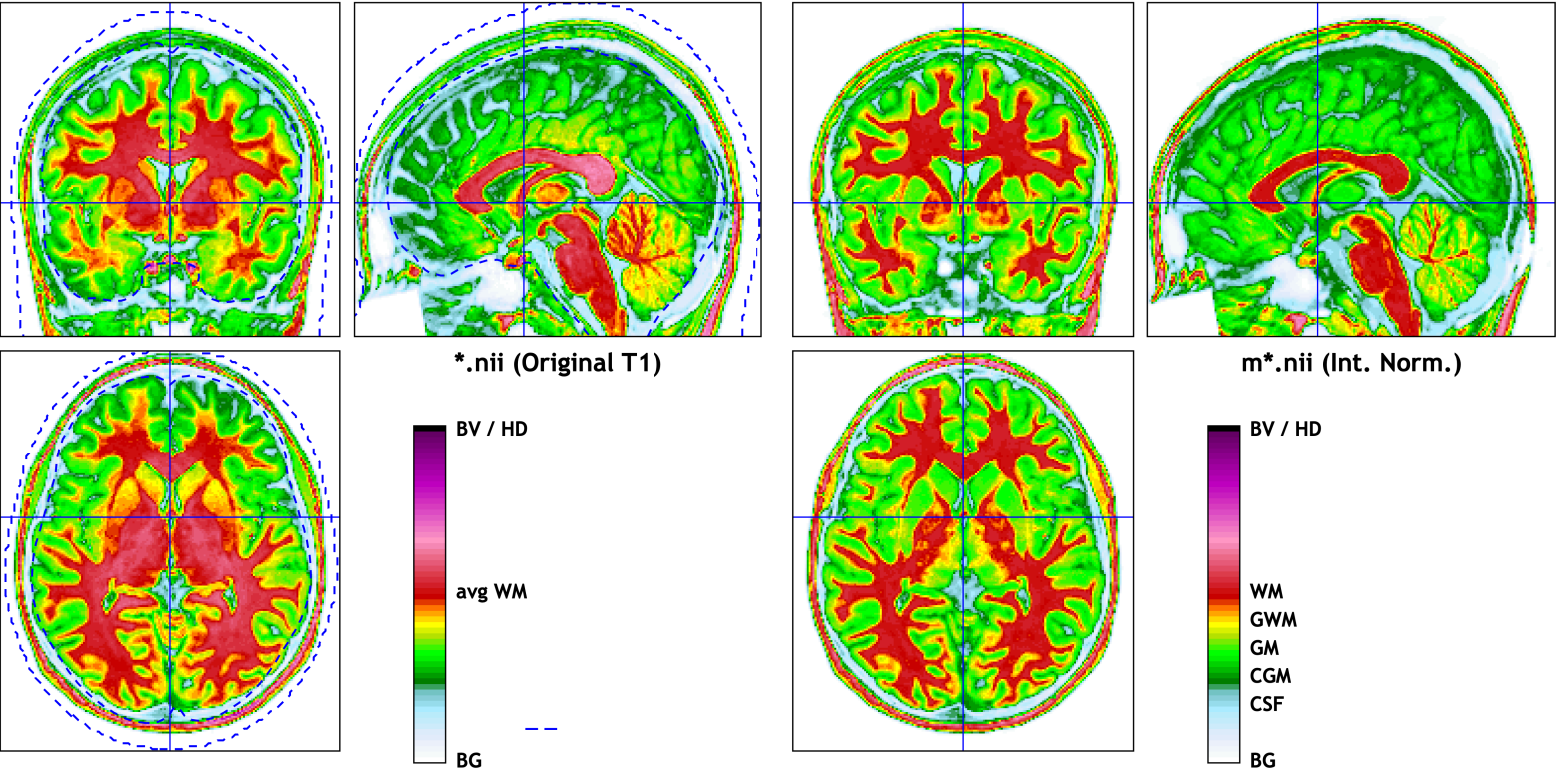 *.nii (Original T1)
BV / HD
avg WM
BG
m*.nii (Int. Norm.)
BV / HD
WM
GWM
GM
CGM
CSF
BG